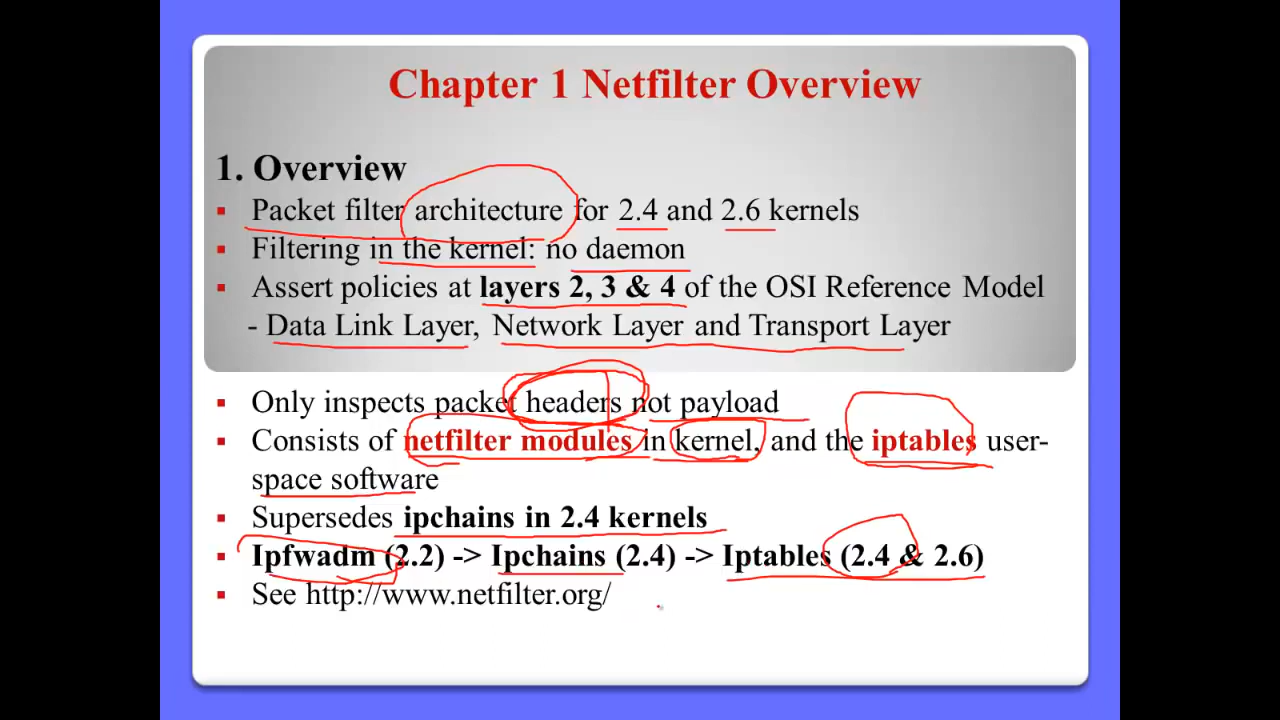 Chapter 1 Netfilter Overview
1. Overview
▪ Packet filter architecture for 2.4 and 2.6 kernels
▪ Filtering in the kernel: no daemon
▪ Assert policies at layers 2, 3 & 4 of the OSI Reference Model
- Data Link Layer, Network Layer and Transport Layer
▪ Only inspects packet headers not payload
▪ Consists of netfilter modules in kernel, and the iptables user-
space software
▪ Supersedes ipchains in 2.4 kernels
▪ Ipfwadm (2.2) -> Ipchains (2.4) -> Iptables (2.4 & 2.6)
▪ See http://www.netfilter.org/